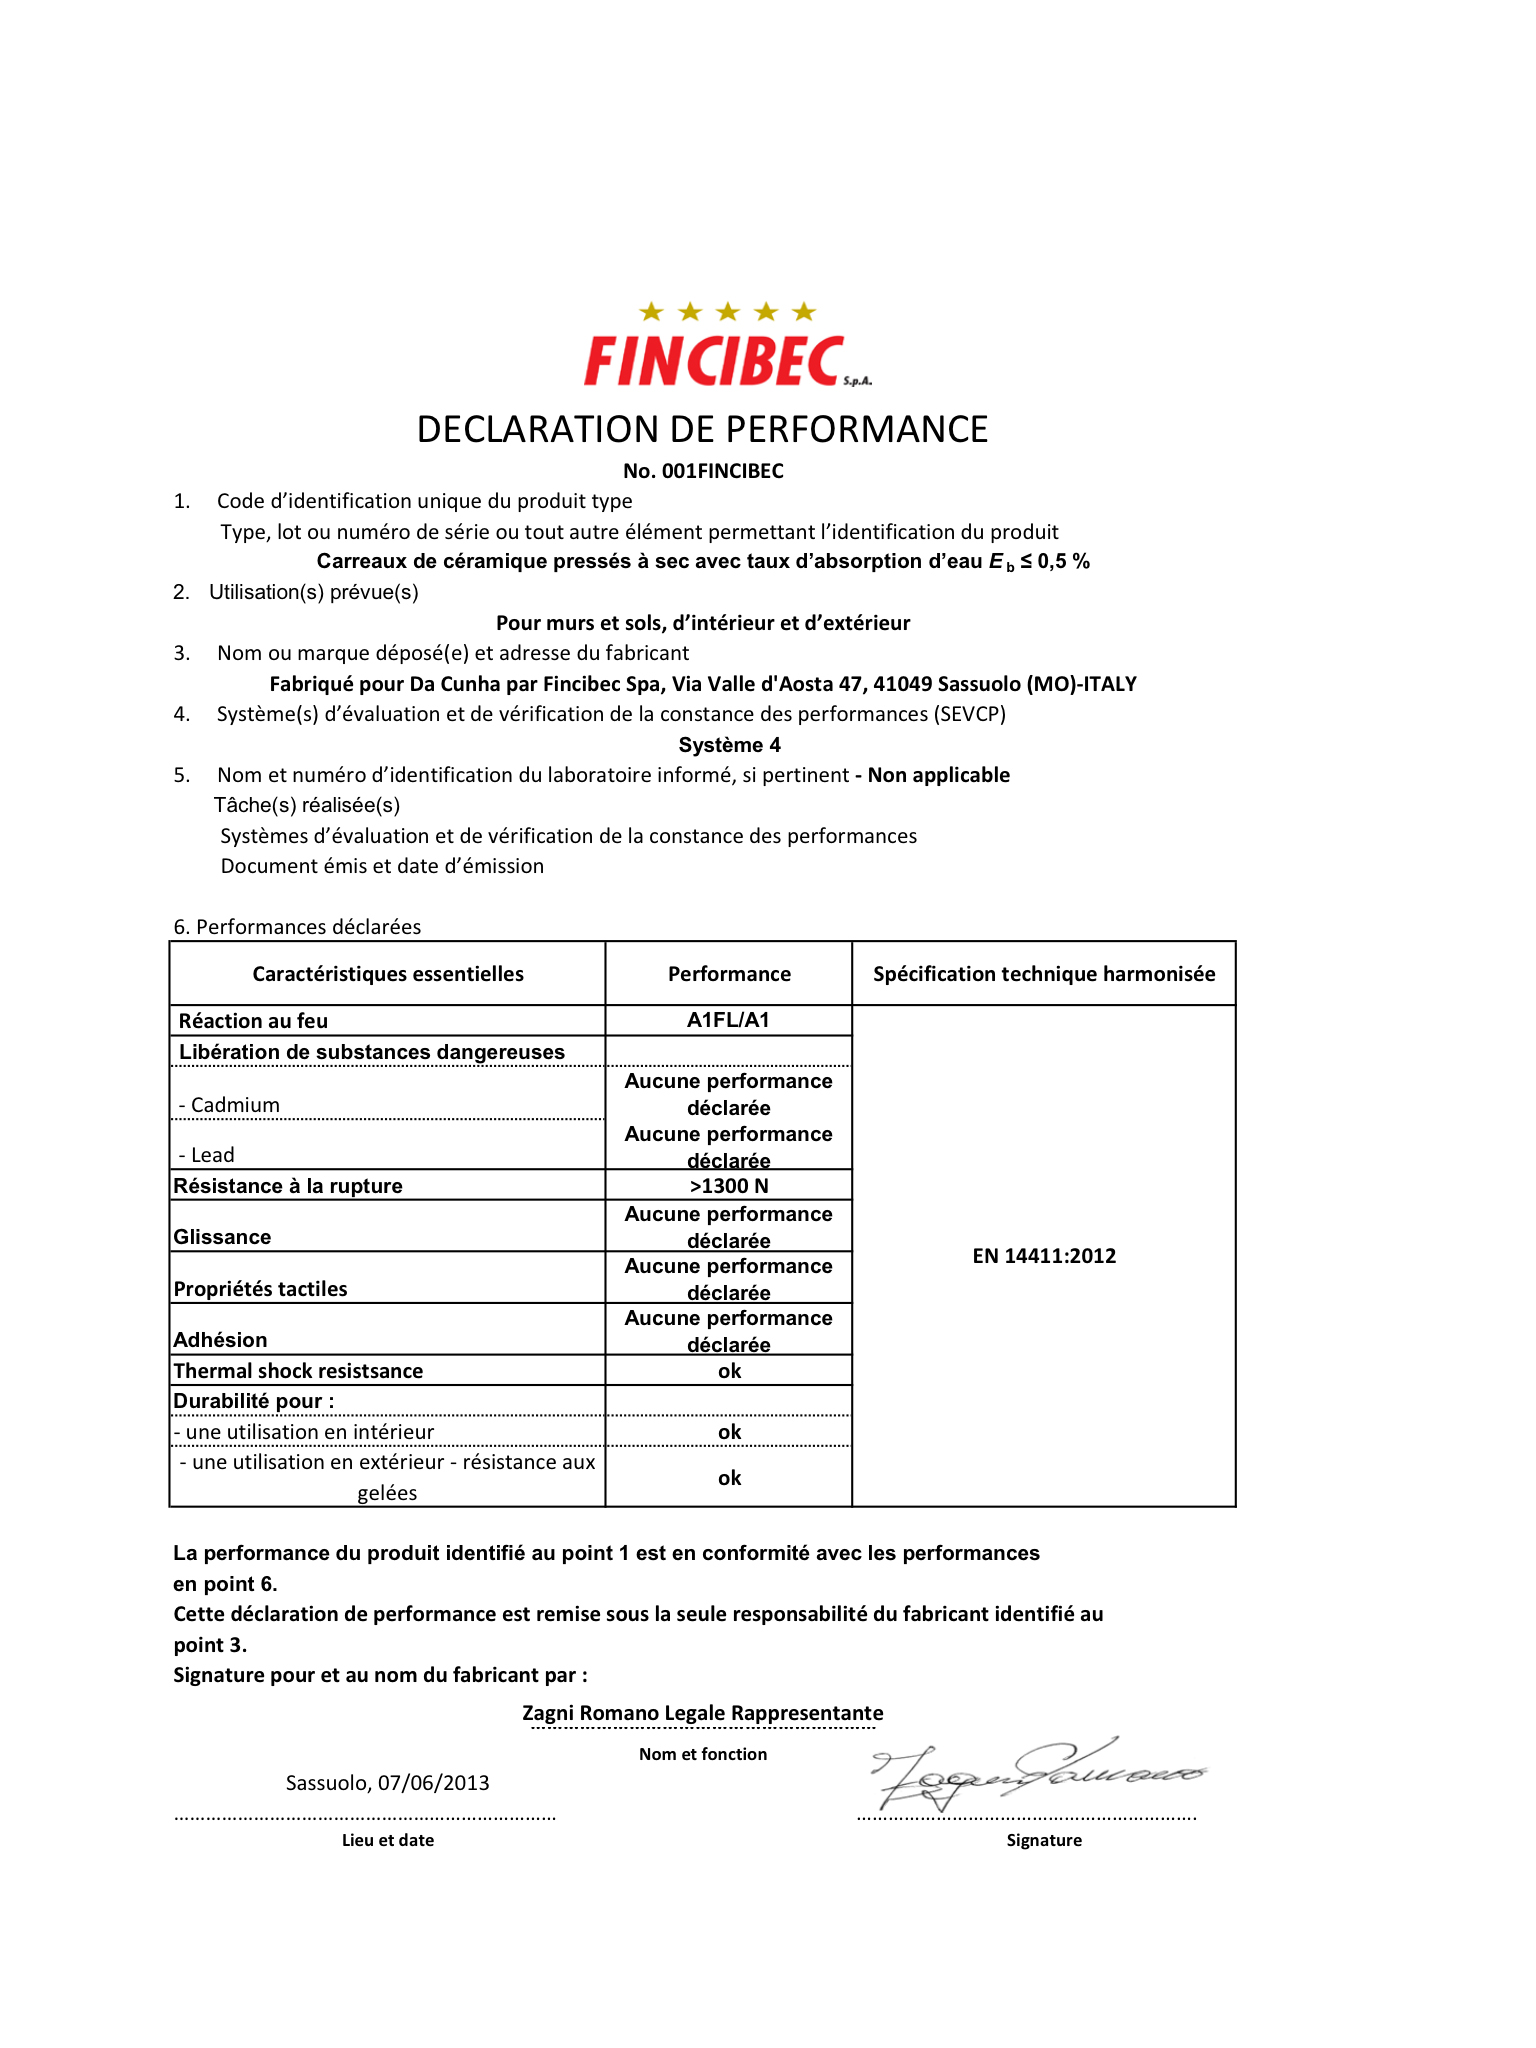 FINCIBEC S.p.A.
DECLARATION DE PERFORMANCE
No. 001FINCIBEC
1. Code d’identification unique du produit type
Type, lot ou numéro de série ou tout autre élément permettant l’identification du produit
Carreaux de céramique pressés à sec avec taux d’absorption d’eau E b ≤ 0,5 %
2. Utilisation(s) prévue(s)
Pour murs et sols, d’intérieur et d’extérieur
3. Nom ou marque déposé(e) et adresse du fabricant
Fabriqué pour Da Cunha par Fincibec Spa, Via Valle d'Aosta 47, 41049 Sassuolo (MO)-ITALY
4. Système(s) d’évaluation et de vérification de la constance des performances (SEVCP)
Système 4
5. Nom et numéro d’identification du laboratoire informé, si pertinent - Non applicable
Tâche(s) réalisée(s)
Systèmes d’évaluation et de vérification de la constance des performances
Document émis et date d’émission
6. Performances déclarées
Caractéristiques essentielles Performance Spécification technique harmonisée
Réaction au feu A1FL/A1
Libération de substances dangereuses
- Cadmium Aucune performance
déclarée
- Lead Aucune performance
déclarée
Résistance à la rupture >1300 N
Glissance Aucune performance
déclarée
EN 14411:2012
Propriétés tactiles Aucune performance
déclarée
Adhésion Aucune performance
déclarée
Thermal shock resistsance ok
Durabilité pour :
- une utilisation en intérieur ok
- une utilisation en extérieur - résistance aux
gelées ok
La performance du produit identifié au point 1 est en conformité avec les performances
en point 6.
Cette déclaration de performance est remise sous la seule responsabilité du fabricant identifié au
point 3.
Signature pour et au nom du fabricant par :
Zagni Romano Legale Rappresentante
Nom et fonction
Sassuolo, 07/06/2013
Lieu et date
Signature